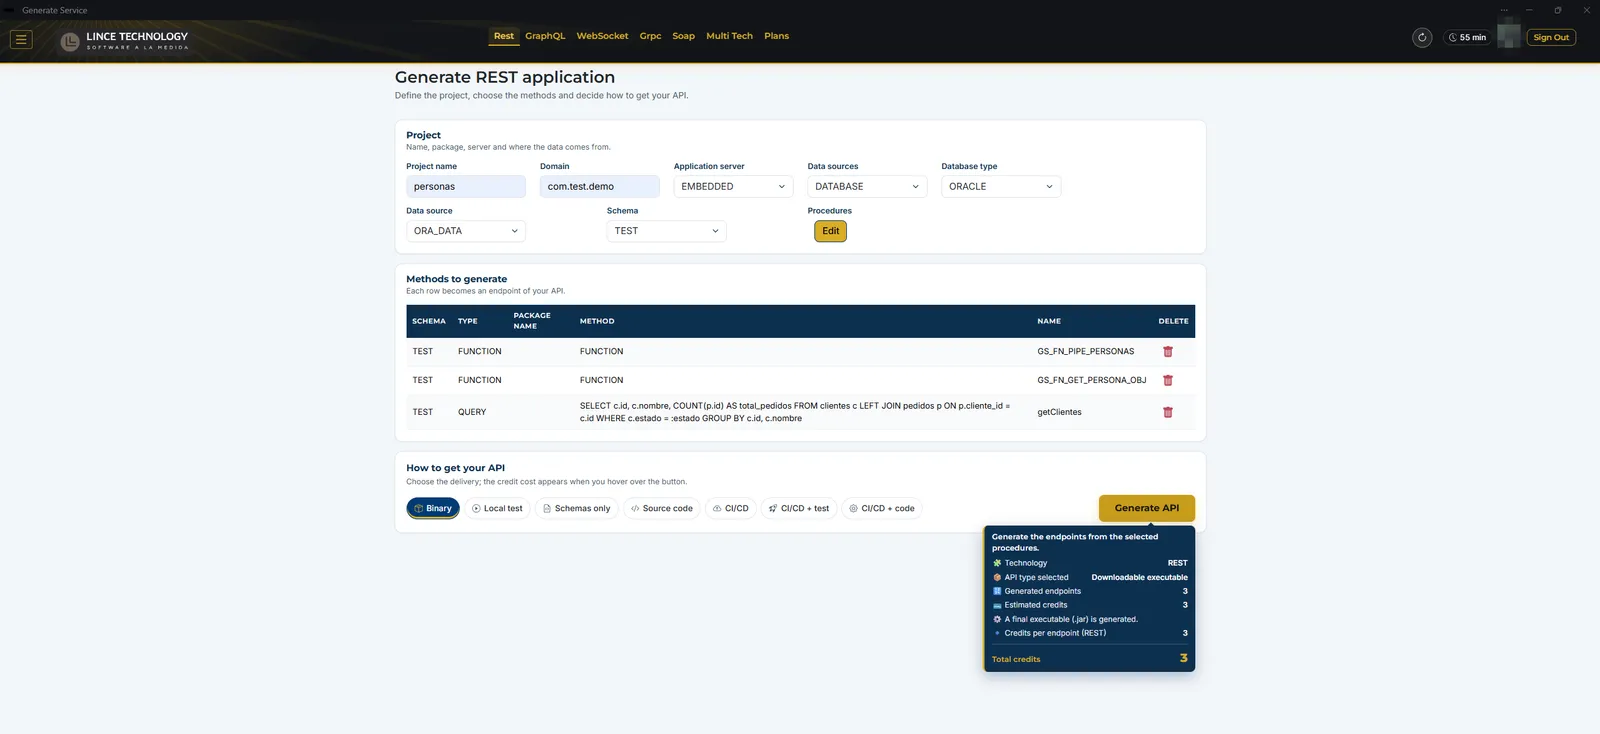 Generate Service
LINCE TECHNOLOGY
SOFTWARE A LA MEDIDA
Rest GraphQL WebSocket Grpc Soap Multi Tech Plans
55 min
Sign Out
Generate REST application
Define the project, choose the methods and decide how to get your API.
Project
Name, package, server and where the data comes from.
Project name Domain Application server Data sources Database type
personas com.test.demo EMBEDDED DATABASE ORACLE
Data source Schema Procedures
ORA_DATA TEST Edit
Methods to generate
Each row becomes an endpoint of your API.
SCHEMA TYPE PACKAGE NAME METHOD NAME DELETE
TEST FUNCTION FUNCTION GS_FN_PIPE_PERSONAS
TEST FUNCTION FUNCTION GS_FN_GET_PERSONA_OBJ
TEST QUERY SELECT c.id, c.nombre, COUNT(p.id) AS total_pedidos FROM clientes c LEFT JOIN pedidos p ON p.cliente_id =
c.id WHERE c.estado = :estado GROUP BY c.id, c.nombre getClientes
How to get your API
Choose the delivery; the credit cost appears when you hover over the button.
Binary Local test Schemas only Source code CI/CD CI/CD + test CI/CD + code Generate API
Generate the endpoints from the selected
procedures.
Technology REST
API type selected Downloadable executable
Generated endpoints 3
Estimated credits 3
A final executable (.jar) is generated.
Credits per endpoint (REST) 3
Total credits 3